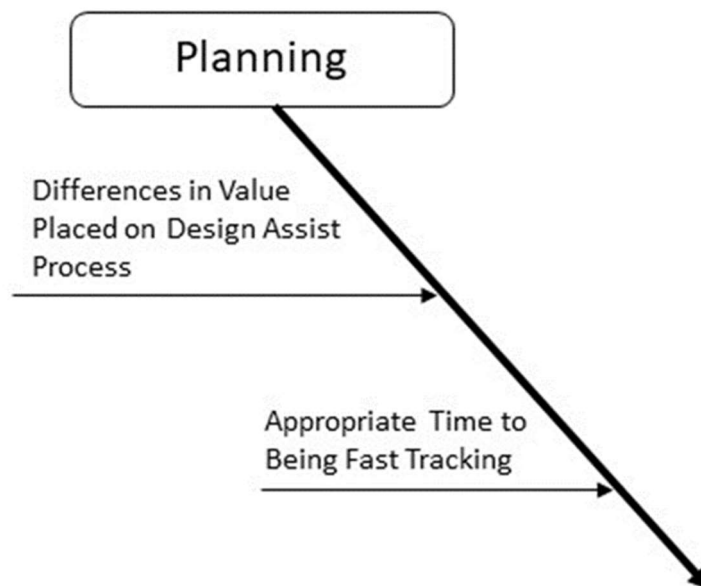 Planning
Differences in Value
Placed on Design Assist
Process
Appropriate Time to
Being Fast Tracking